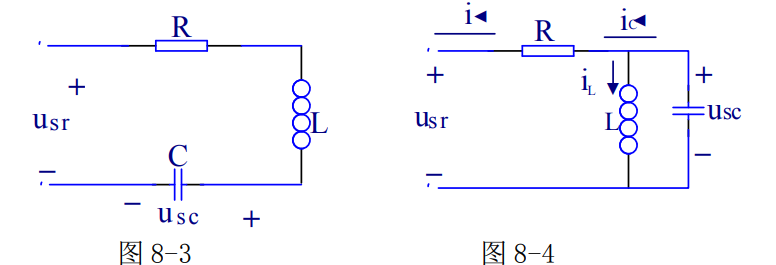 R
+
usr
L
−
C
−
usc
+
图 8-3
i
iC
R
+
iL
+
usr
L
usc
−
−
图 8-4